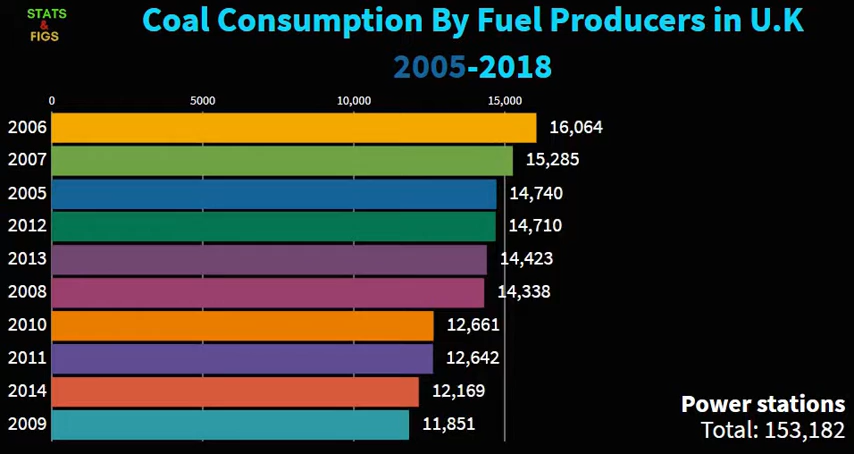 STATS
&
FIGS
Coal Consumption By Fuel Producers in U.K
2005-2018
0 5000 10,000 15,000
2006 16,064
2007 15,285
2005 14,740
2012 14,710
2013 14,423
2008 14,338
2010 12,661
2011 12,642
2014 12,169
2009 11,851
Power stations
Total: 153,182